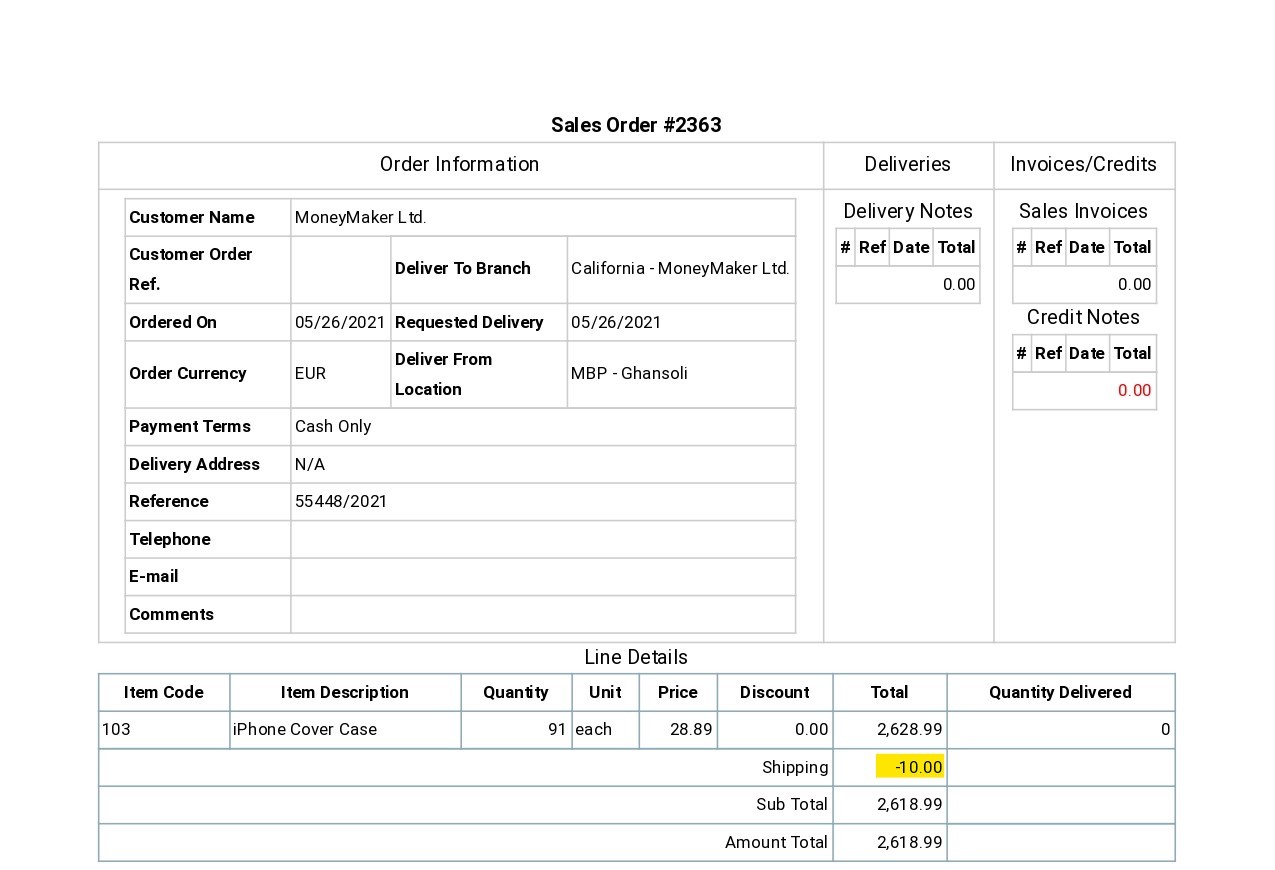 Sales Order #2363
Order Information
Deliveries
Invoices/Credits
Customer Name MoneyMaker Ltd.
Customer Order Ref. Deliver To Branch California - MoneyMaker Ltd.
Ordered On 05/26/2021 Requested Delivery 05/26/2021
Order Currency EUR Deliver From Location MBP - Ghansoli
Payment Terms Cash Only
Delivery Address N/A
Reference 55448/2021
Telephone
E-mail
Comments
Delivery Notes
# Ref Date Total
0.00
Sales Invoices
# Ref Date Total
0.00
Credit Notes
# Ref Date Total
0.00
Line Details
Item Code Item Description Quantity Unit Price Discount Total Quantity Delivered
103 iPhone Cover Case 91 each 28.89 0.00 2,628.99 0
Shipping -10.00
Sub Total 2,618.99
Amount Total 2,618.99